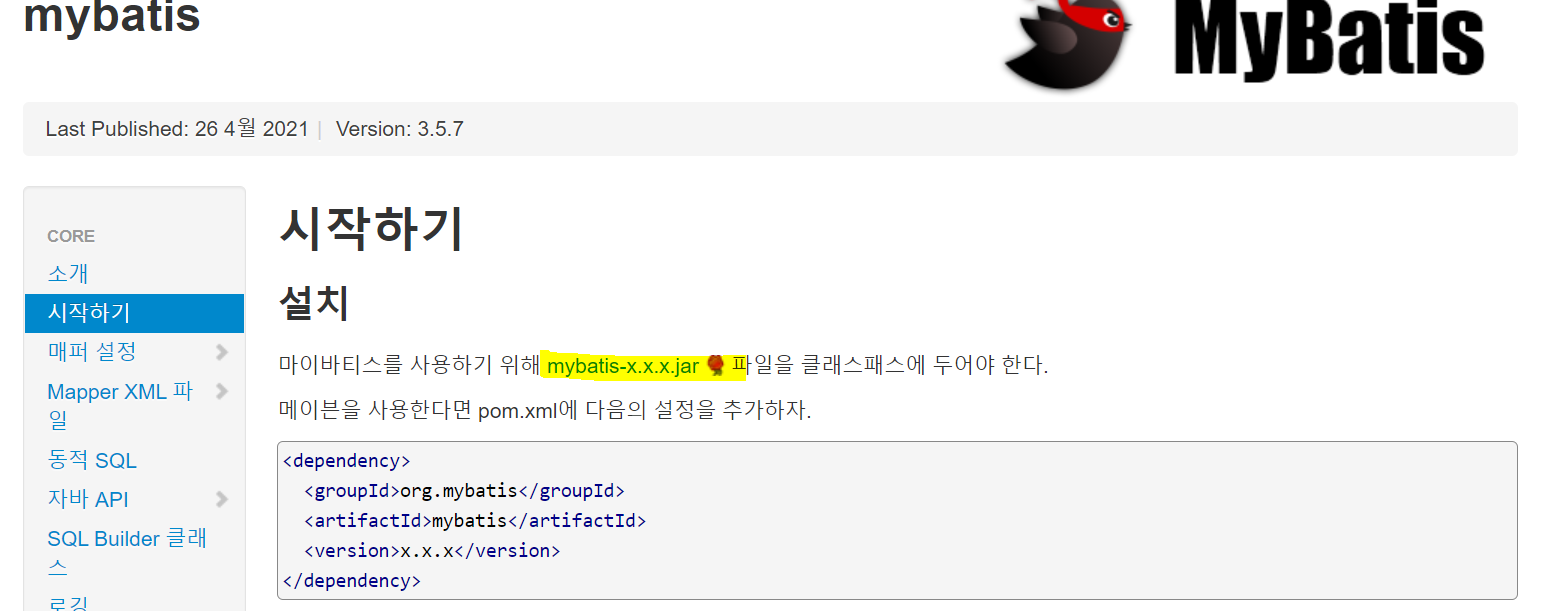 mybatis
MyBatis
Last Published: 26 4월 2021 | Version: 3.5.7
CORE
소개
시작하기
매퍼 설정
Mapper XML 파
일
동적 SQL
자바 API
SQL Builder 클래
스
로깅
시작하기
설치
마이바티스를 사용하기 위해 mybatis-x.x.x.jar 파일을 클래스패스에 두어야 한다.
메이븐을 사용한다면 pom.xml에 다음의 설정을 추가하자.
<dependency>
  <groupId>org.mybatis</groupId>
  <artifactId>mybatis</artifactId>
  <version>x.x.x</version>
</dependency>